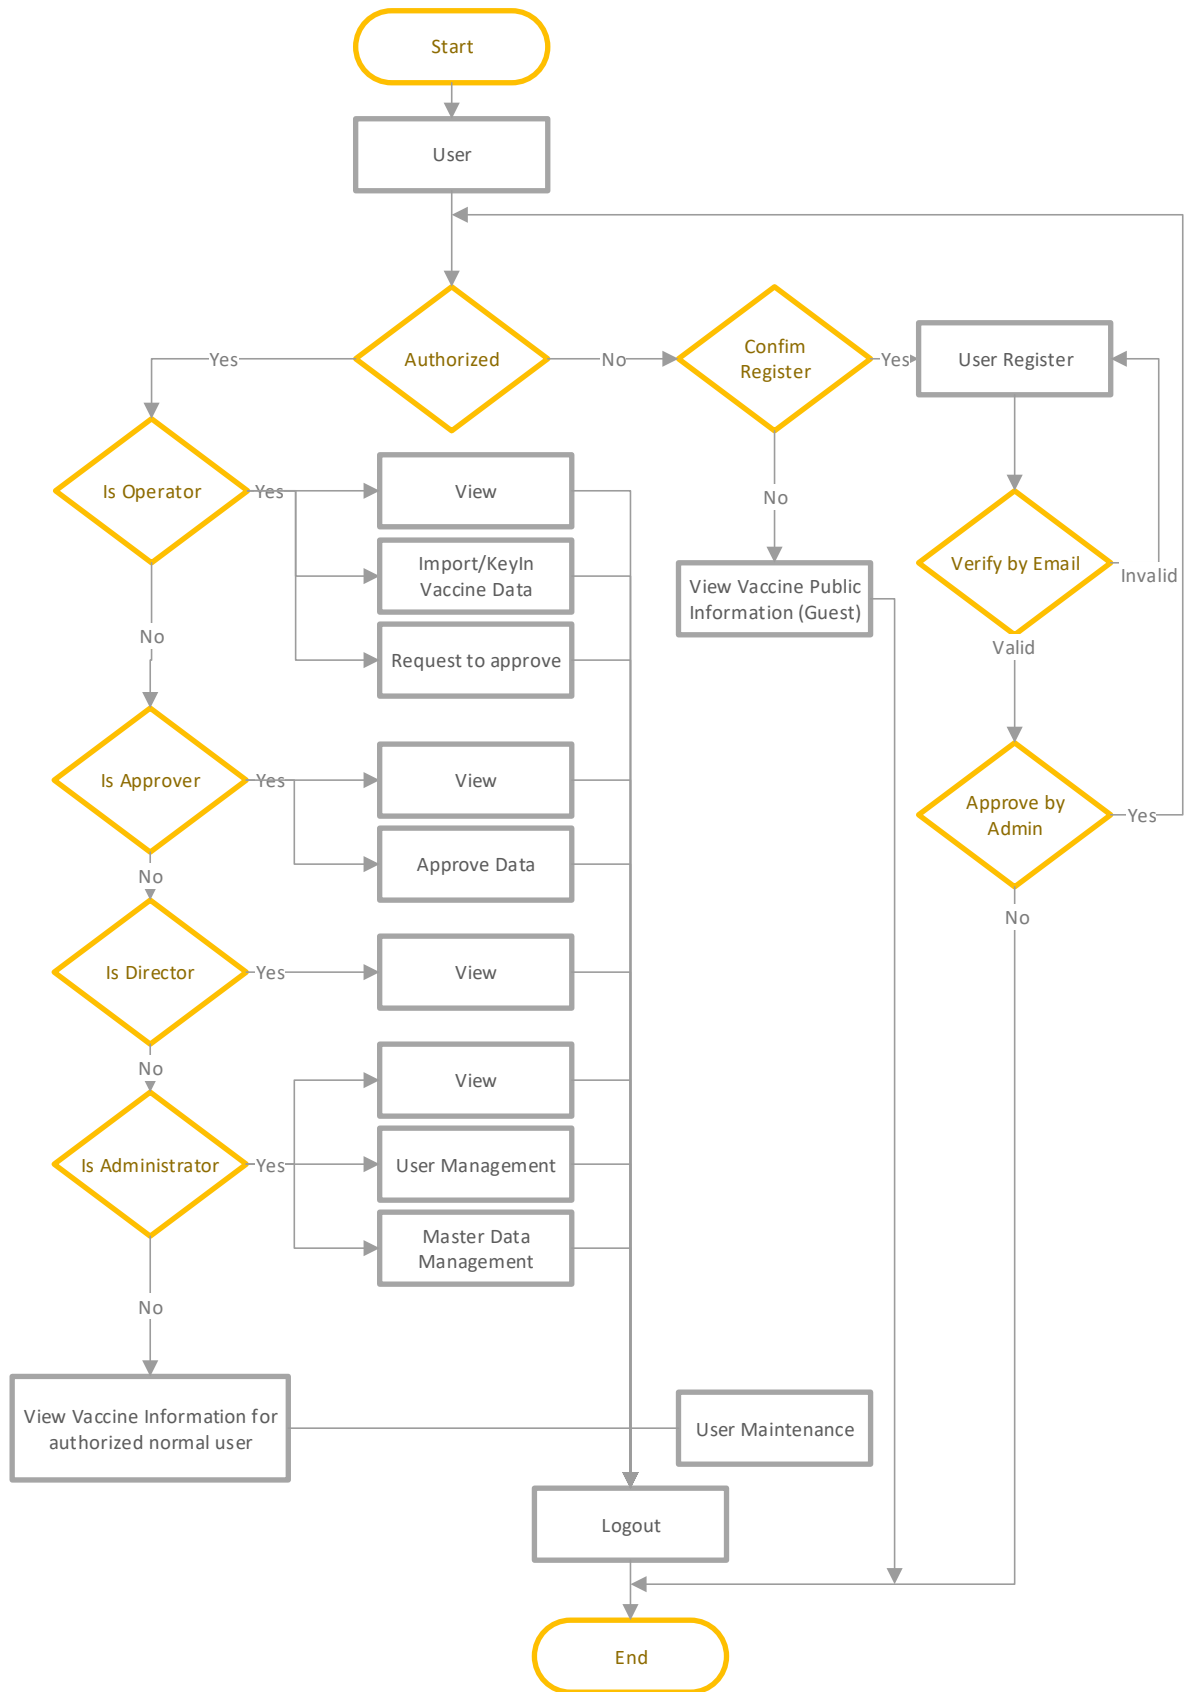 Start
User
Authorized
Yes
No
Confim
Register
Yes
User Register
Is Operator
Yes
View
No
Import/KeyIn
Vaccine Data
View Vaccine Public
Information (Guest)
Verify by Email
Invalid
No
Request to approve
Valid
Is Approver
Yes
View
Approve by
Admin
Yes
No
Approve Data
No
Is Director
Yes
View
No
View
Is Administrator
Yes
User Management
Master Data
Management
No
View Vaccine Information for
authorized normal user
User Maintenance
Logout
End